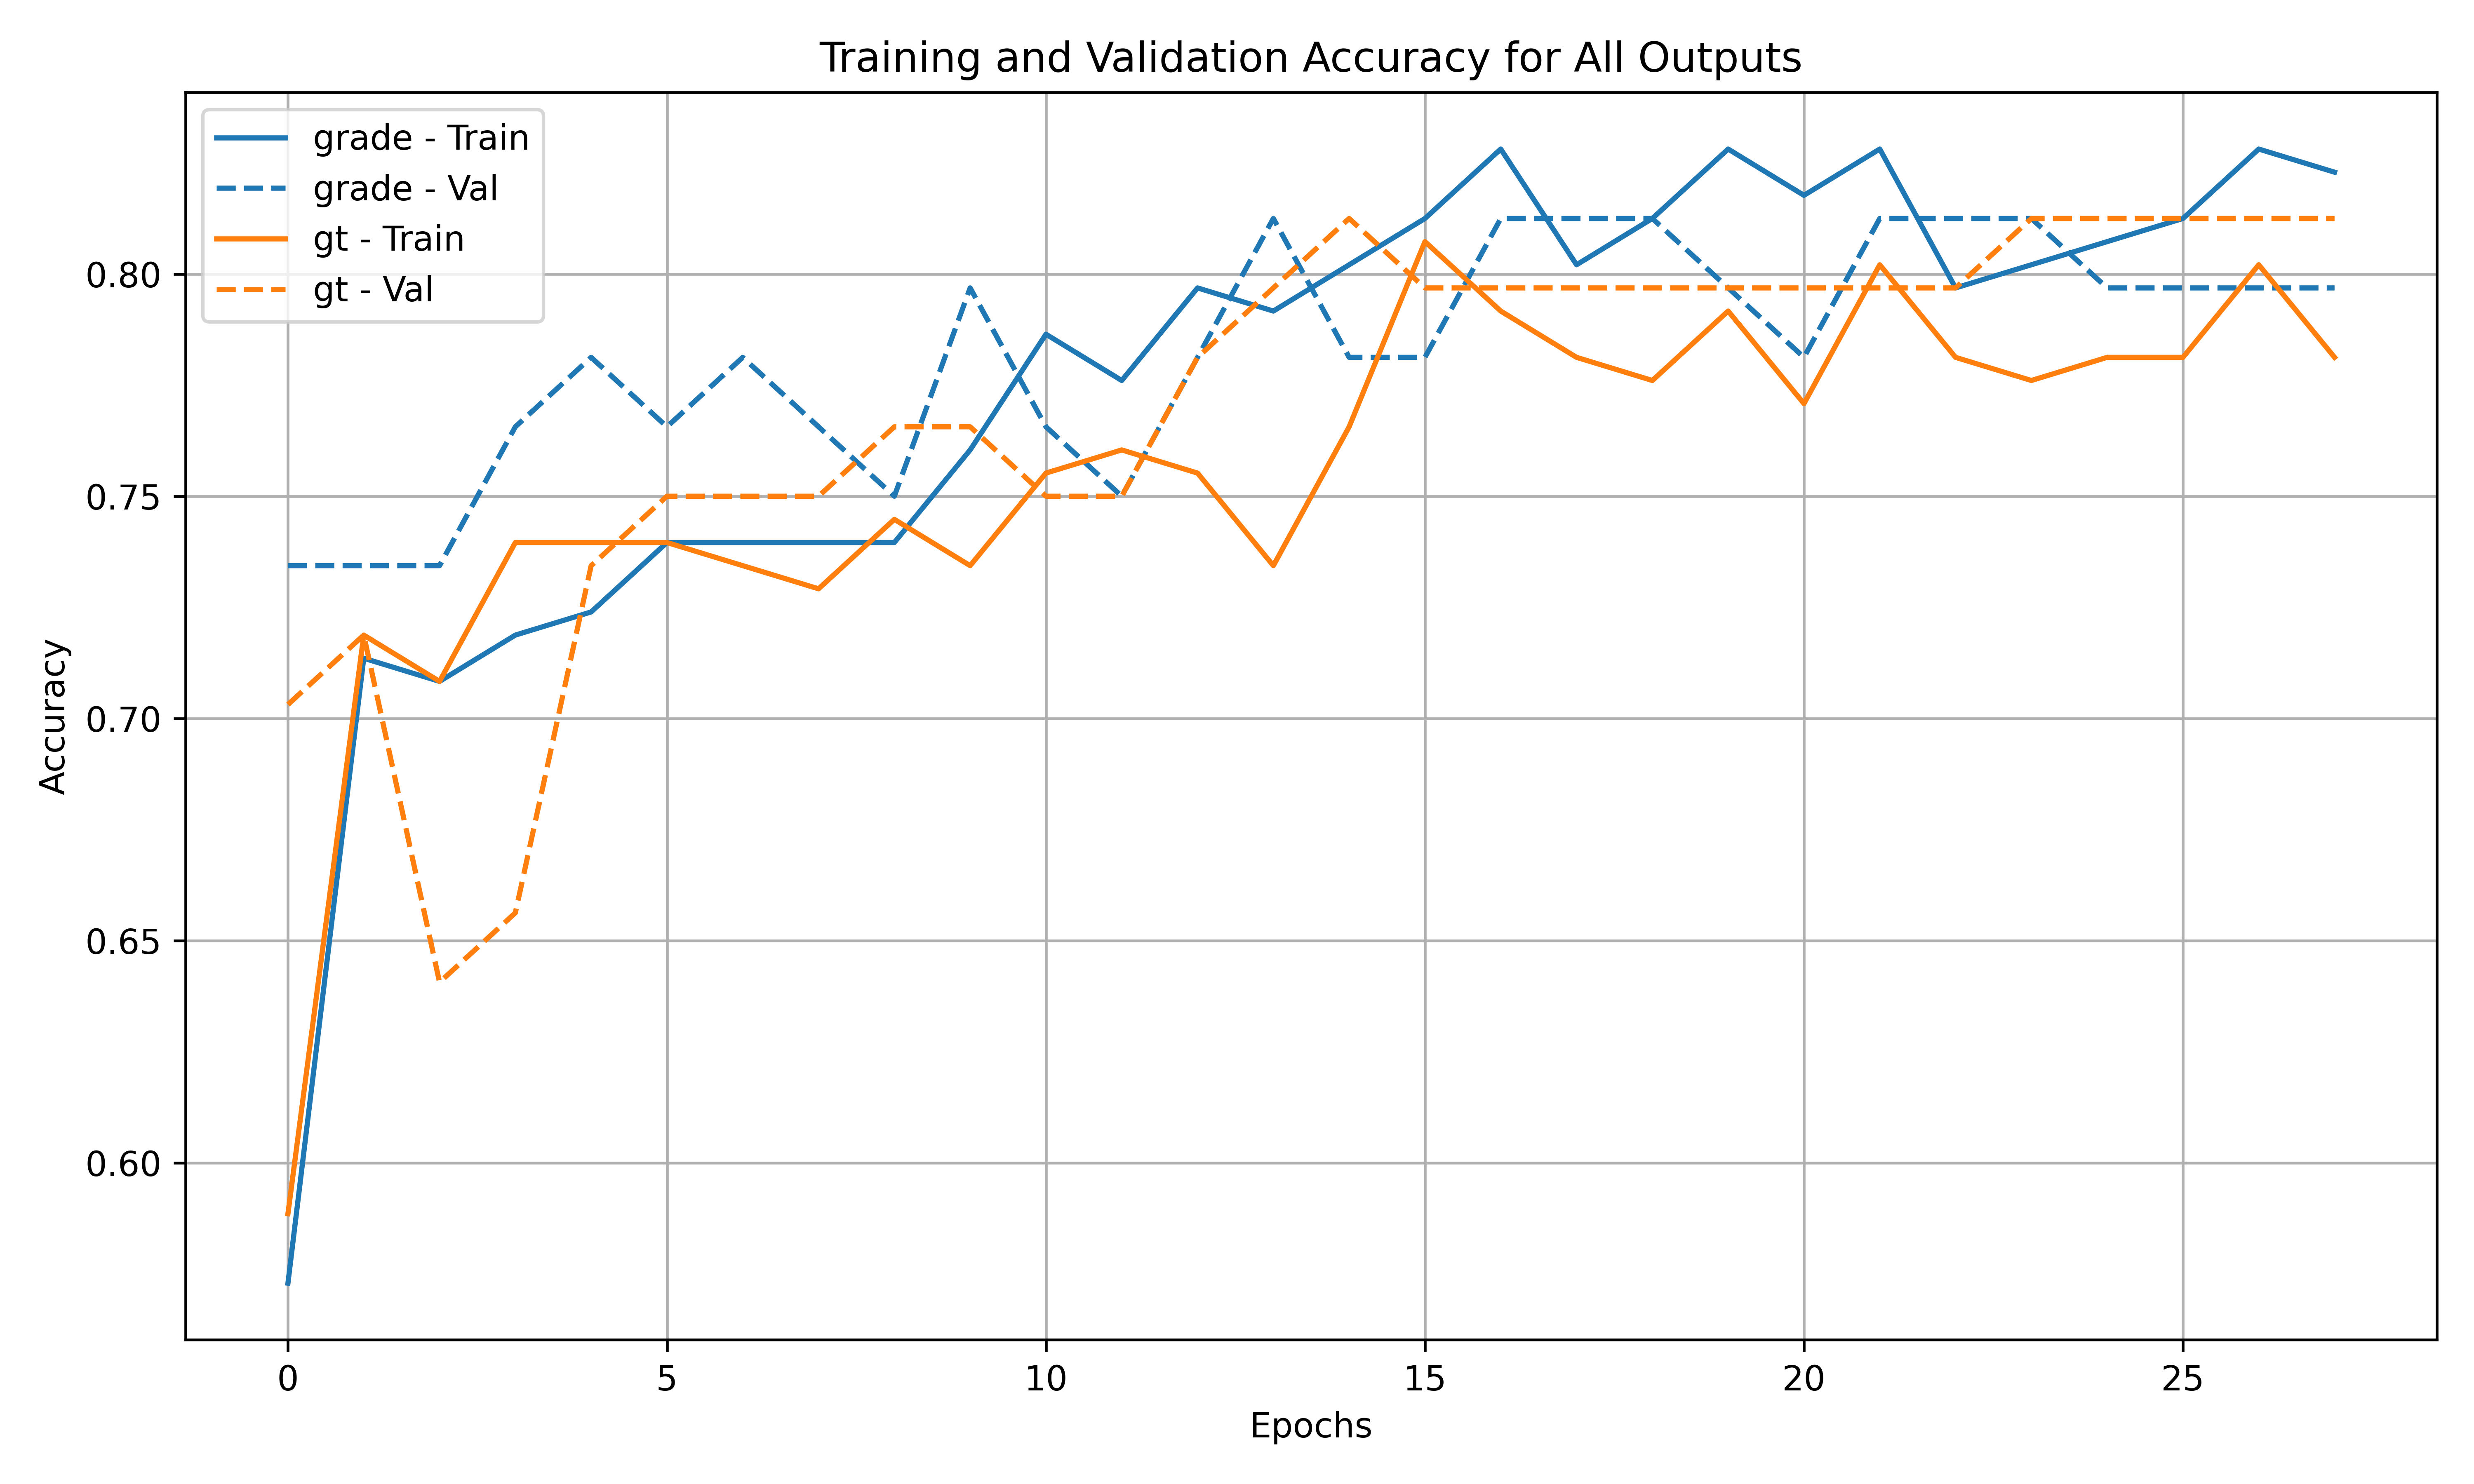 Training and Validation Accuracy for All Outputs
grade - Train
grade - Val
gt - Train
gt - Val
0.80
0.75
0.70
0.65
0.60
Accuracy
0 5 10 15 20 25
Epochs